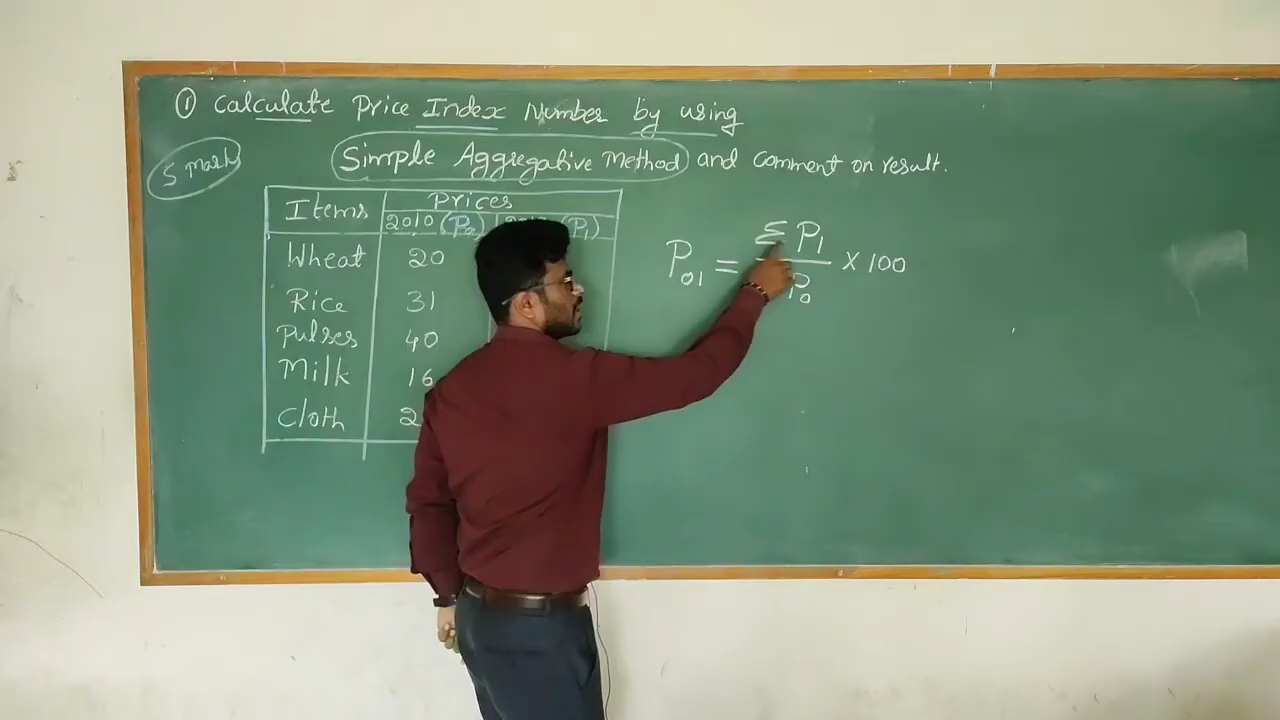 ① Calculate Price Index Number by using
5 mark
Simple Aggregative Method and comment on result.
Items Prices
2010 (P₀) (P₁)
Wheat 20
Rice 31
Pulses 40
Milk 16
Cloth
P₀₁ = Σ P₁ / P₀ × 100